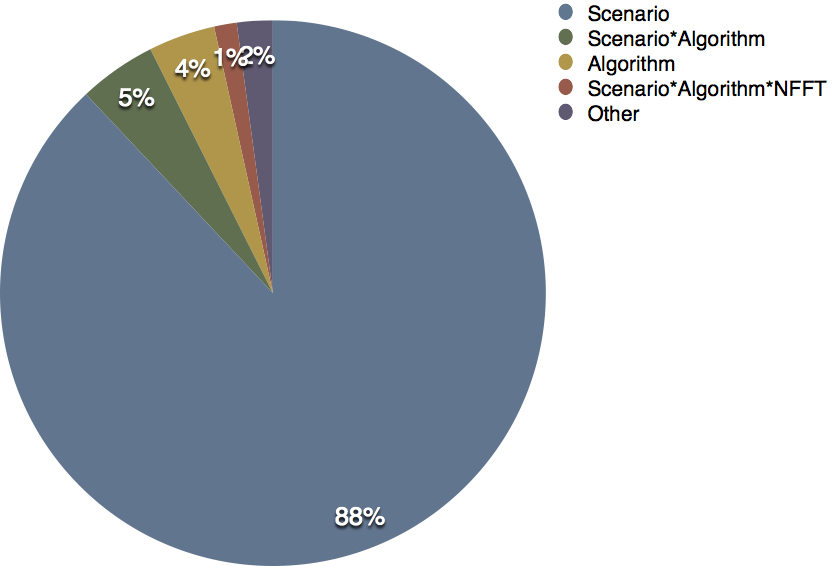 Scenario
Scenario*Algorithm
Algorithm
Scenario*Algorithm*NFFT
Other
1%
2%
4%
5%
88%